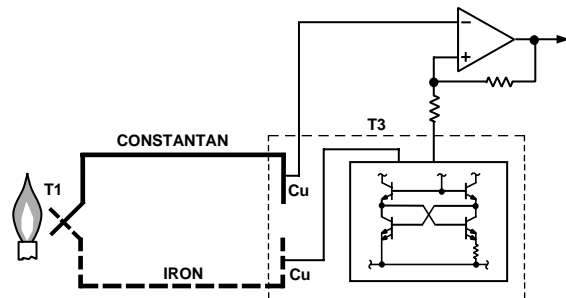 −
+
T3
CONSTANTAN
T1
Cu
Cu
IRON